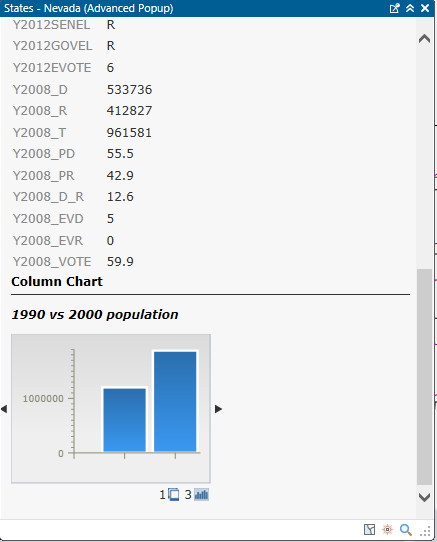 States - Nevada (Advanced Popup)
Y2012SENEL R
Y2012GOVEL R
Y2012EVOTE 6
Y2008_D 533736
Y2008_R 412827
Y2008_T 961581
Y2008_PD 55.5
Y2008_PR 42.9
Y2008_D_R 12.6
Y2008_EVD 5
Y2008_EVR 0
Y2008_VOTE 59.9
Column Chart
1990 vs 2000 population
1000000
0
1 3